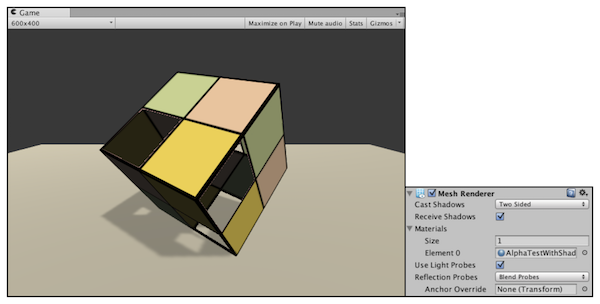 Game
600x400 Maximize on Play Mute audio Stats Gizmos
Mesh Renderer
Cast Shadows Two Sided
Receive Shadows
Materials
Size 1
Element 0 AlphaTestWithShad
Use Light Probes
Reflection Probes Blend Probes
Anchor Override None (Transform)